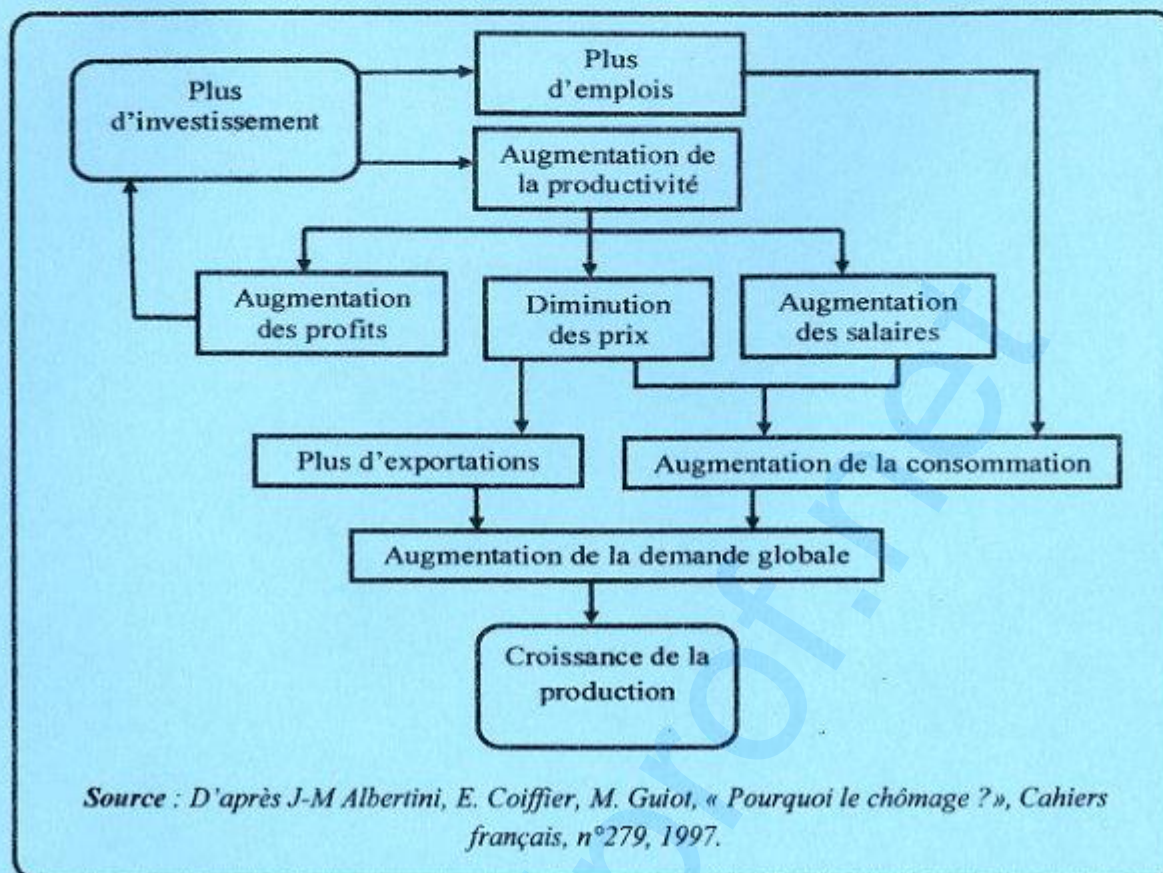 Plus
d'emplois
Plus
d'investissement
Augmentation de
la productivité
Augmentation
des profits
Diminution
des prix
Augmentation
des salaires
Plus d'exportations
Augmentation de la consommation
Augmentation de la demande globale
Croissance de la
production
Source : D'après J-M Albertini, E. Coiffier, M. Guiot, « Pourquoi le chômage ? », Cahiers
français, n°279, 1997.
prof.net